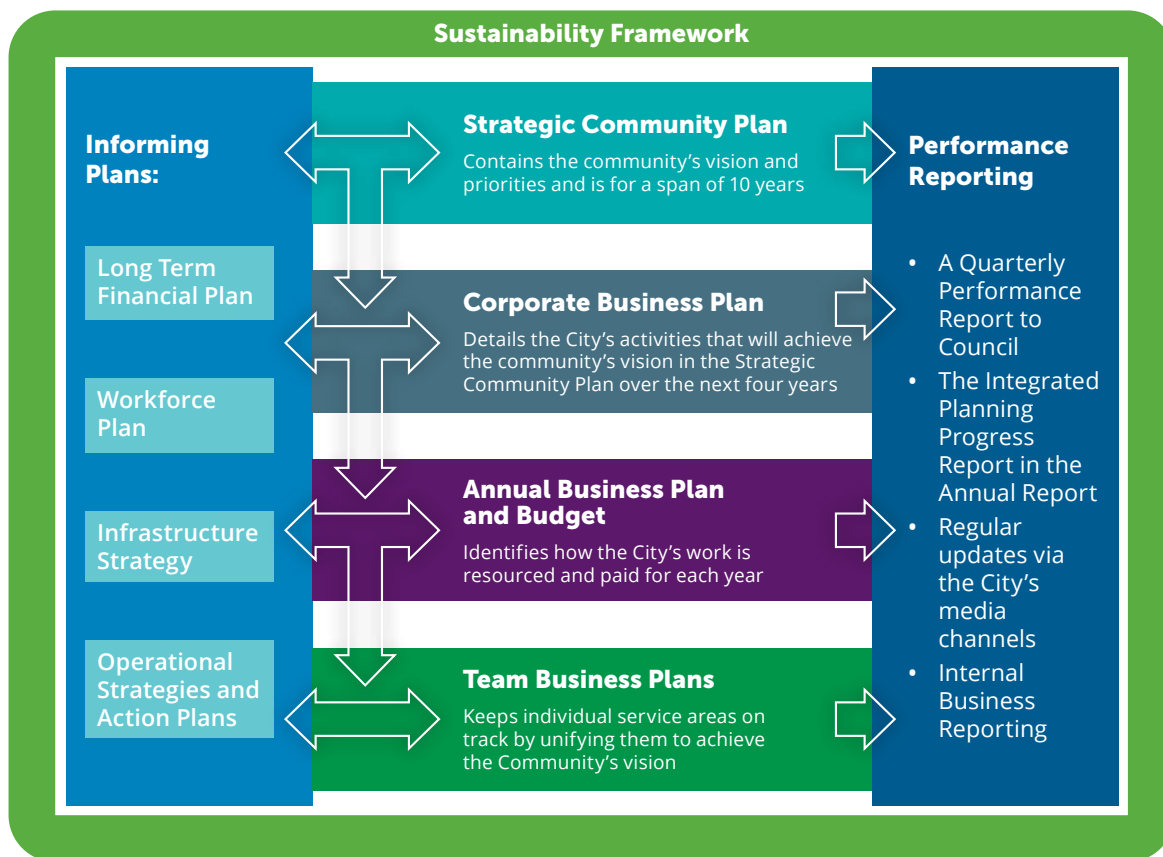 Sustainability Framework
Informing
Plans:
Long Term
Financial Plan
Workforce
Plan
Infrastructure
Strategy
Operational
Strategies and
Action Plans
Strategic Community Plan
Contains the community’s vision and
priorities and is for a span of 10 years
Corporate Business Plan
Details the City’s activities that will achieve
the community’s vision in the Strategic
Community Plan over the next four years
Annual Business Plan
and Budget
Identifies how the City’s work is
resourced and paid for each year
Team Business Plans
Keeps individual service areas on
track by unifying them to achieve
the Community’s vision
Performance
Reporting
• A Quarterly
Performance
Report to
Council
• The Integrated
Planning
Progress
Report in the
Annual Report
• Regular
updates via
the City’s
media
channels
• Internal
Business
Reporting